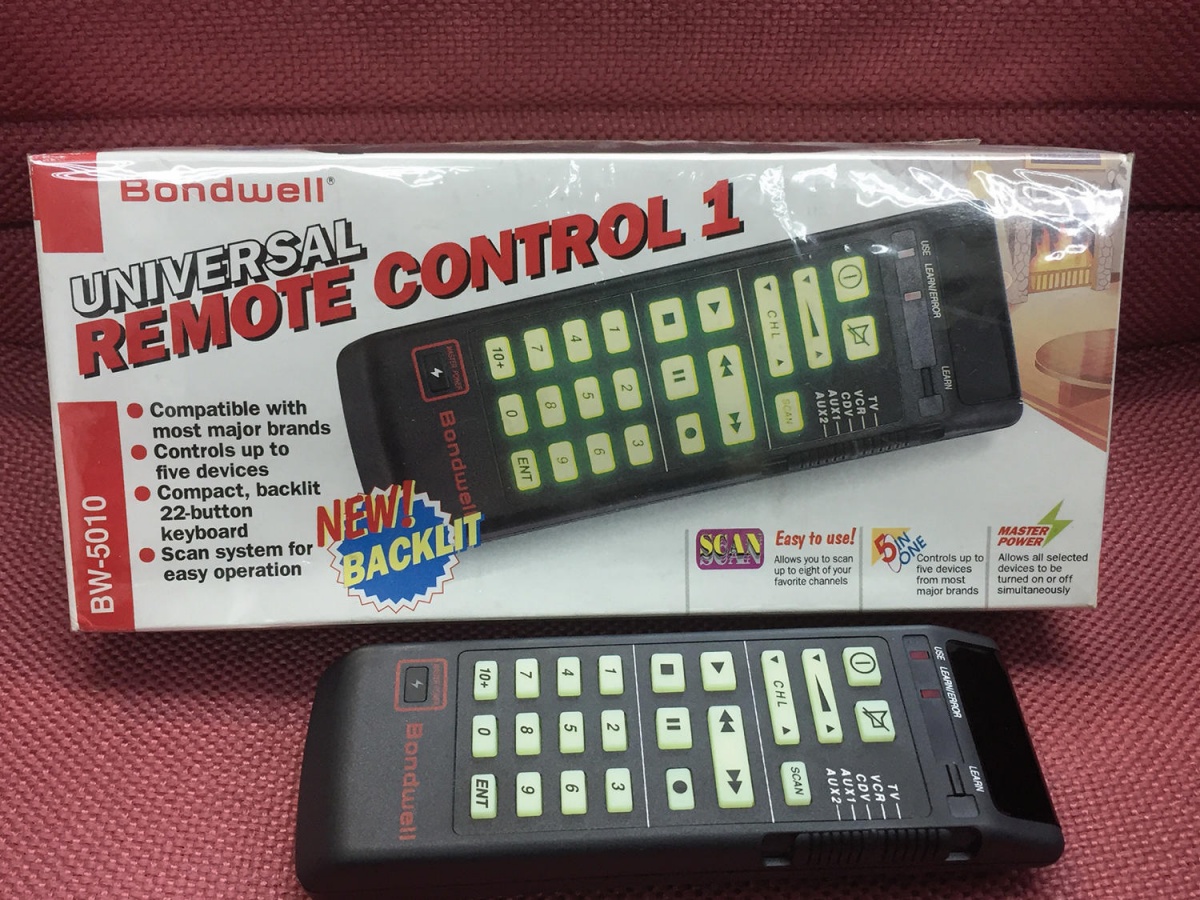 Bondwell®
UNIVERSAL
REMOTE CONTROL 1
BW-5010
Compatible with
most major brands
Controls up to
five devices
Compact, backlit
22-button
keyboard
Scan system for
easy operation
NEW!
BACKLIT
MASTER POWER
Bondwell
10+ 7 4 1
0 8 5 2
ENT 9 6 3
CHL
SCAN
TV
VCR
CDV
AUX1
AUX2
USE LEARN/ERROR
LEARN
SCAN
Easy to use!
Allows you to scan
up to eight of your
favorite channels
5 IN ONE
Controls up to
five devices
from most
major brands
MASTER
POWER
Allows all selected
devices to be
turned on or off
simultaneously
Bondwell
10+ 7 4 1
0 8 5 2
ENT 9 6 3
CHL
SCAN
TV
VCR
CDV
AUX1
AUX2
USE LEARN/ERROR
LEARN